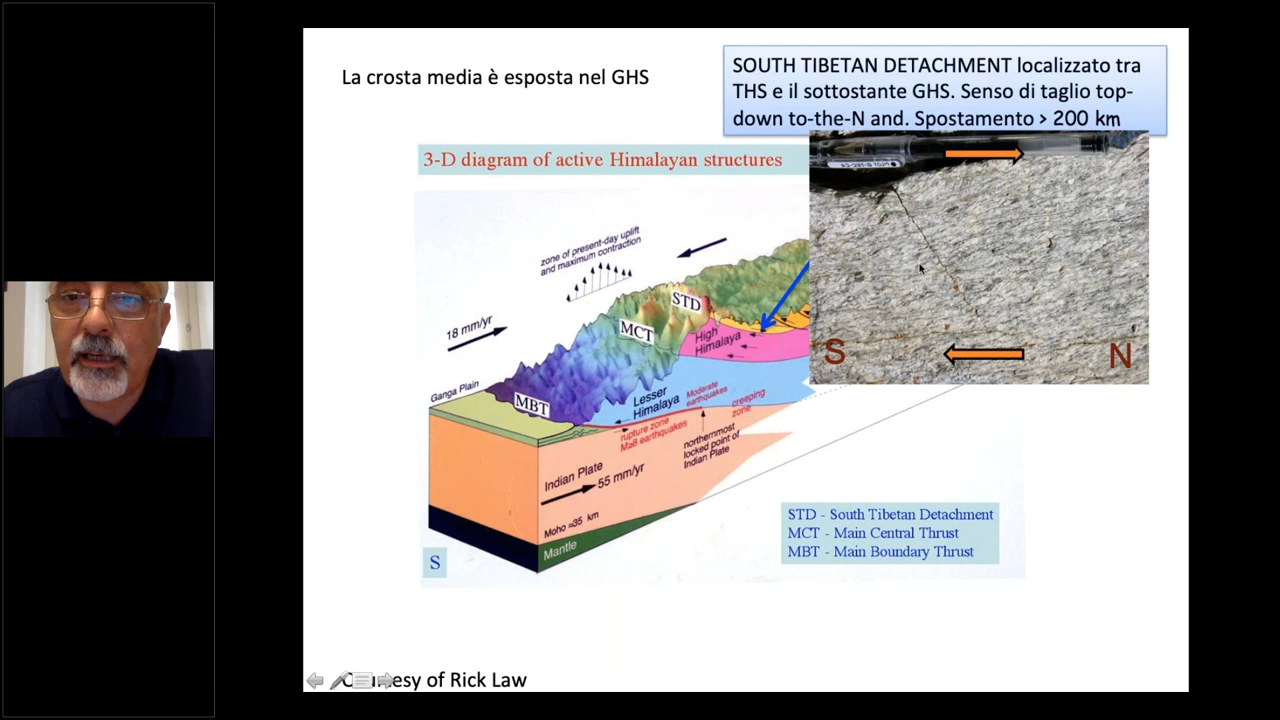 La crosta media è esposta nel GHS
SOUTH TIBETAN DETACHMENT localizzato tra
THS e il sottostante GHS. Senso di taglio top-
down to-the-N and. Spostamento > 200 km
3-D diagram of active Himalayan structures
zone of present-day uplift
and maximum contraction
18 mm/yr
STD
MCT
High
Himalaya
S
N
Ganga Plain
MBT
Lesser
Himalaya
Moderate
earthquakes
creeping
zone
rupture zone
M≥8 earthquakes
northernmost
locked point of
Indian Plate
Indian Plate
55 mm/yr
Moho ≈35 km
Mantle
S
STD - South Tibetan Detachment
MCT - Main Central Thrust
MBT - Main Boundary Thrust
of Rick Law